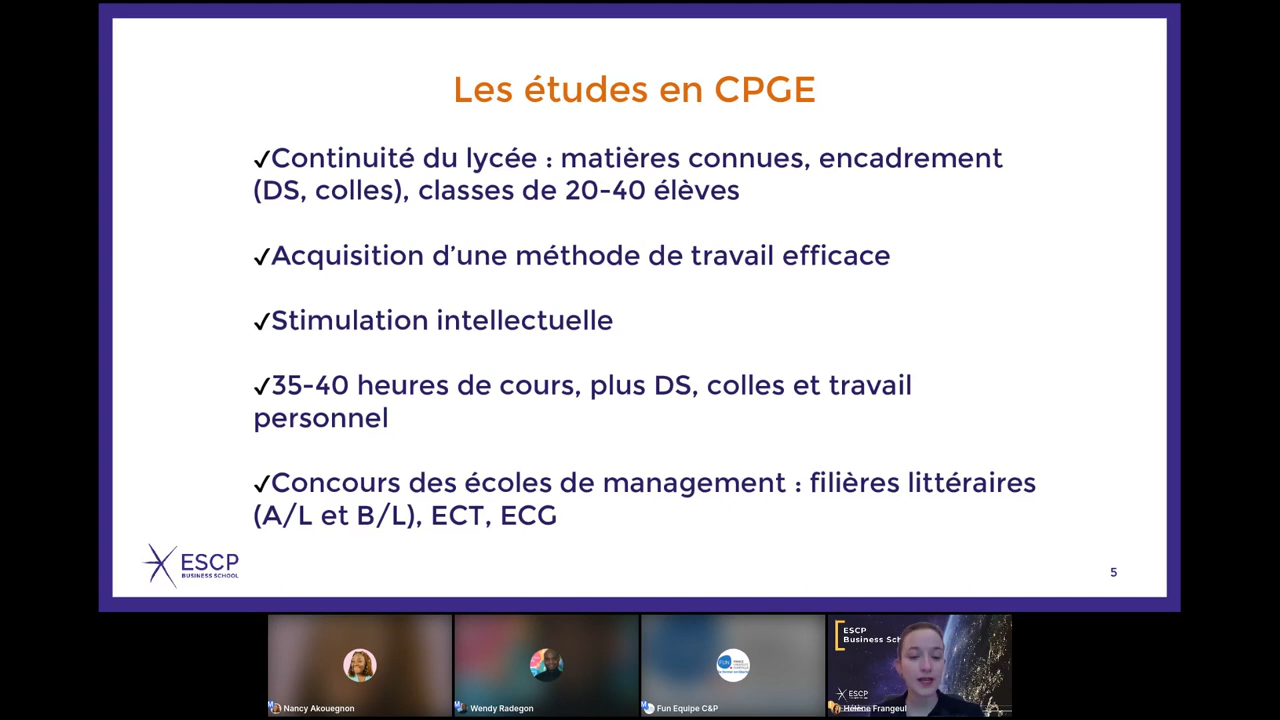 Les études en CPGE
✓Continuité du lycée : matières connues, encadrement
(DS, colles), classes de 20-40 élèves
✓Acquisition d’une méthode de travail efficace
✓Stimulation intellectuelle
✓35-40 heures de cours, plus DS, colles et travail
personnel
✓Concours des écoles de management : filières littéraires
(A/L et B/L), ECT, ECG
ESCP
BUSINESS SCHOOL
5
Nancy Akouegnon
Wendy Radegon
FUN
Fun Equipe C&P
ESCP
Business Sch
ESCP
Hélène Frangeul